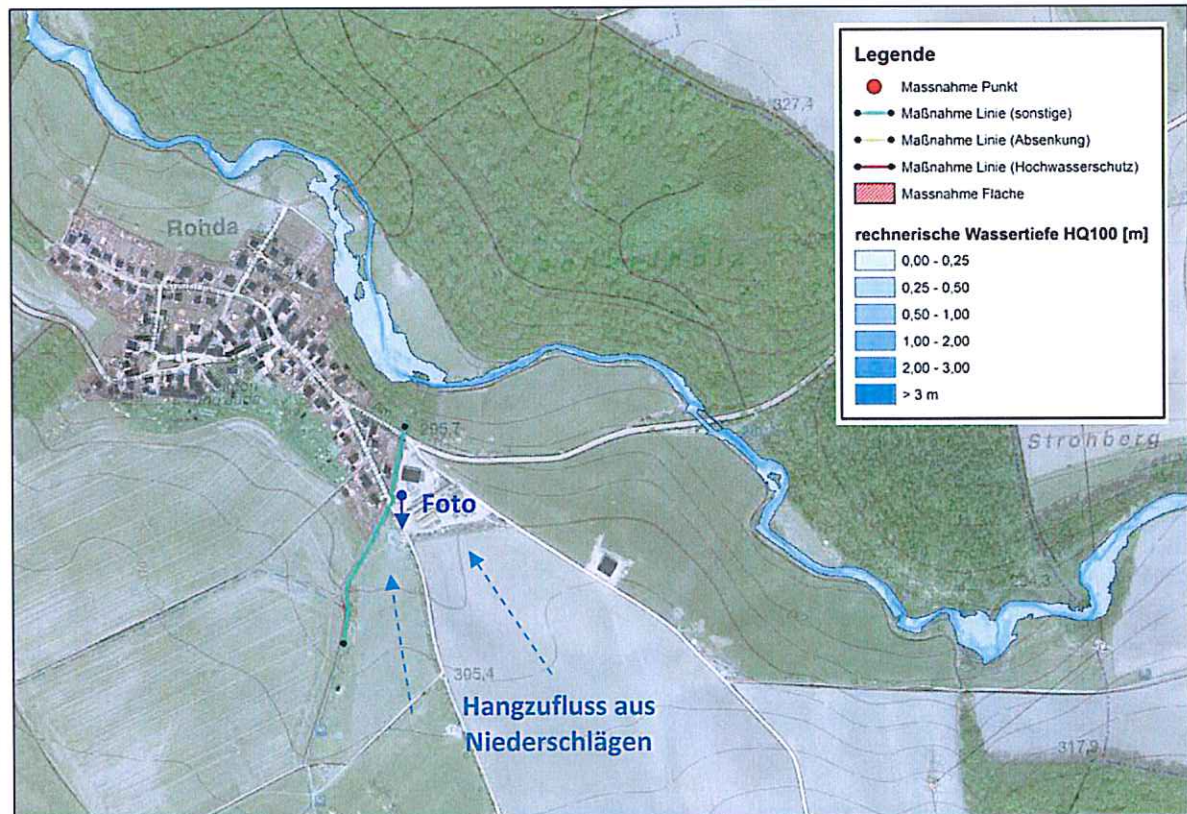 Legende
Massnahme Punkt
Maßnahme Linie (sonstige)
Maßnahme Linie (Absenkung)
Maßnahme Linie (Hochwasserschutz)
Massnahme Fläche
rechnerische Wassertiefe HQ100 [m]
0,00 - 0,25
0,25 - 0,50
0,50 - 1,00
1,00 - 2,00
2,00 - 3,00
> 3 m
327,4
Rohda
295,7
Strohberg
Foto
305,4
Hangzufluss aus
Niederschlägen
317,9